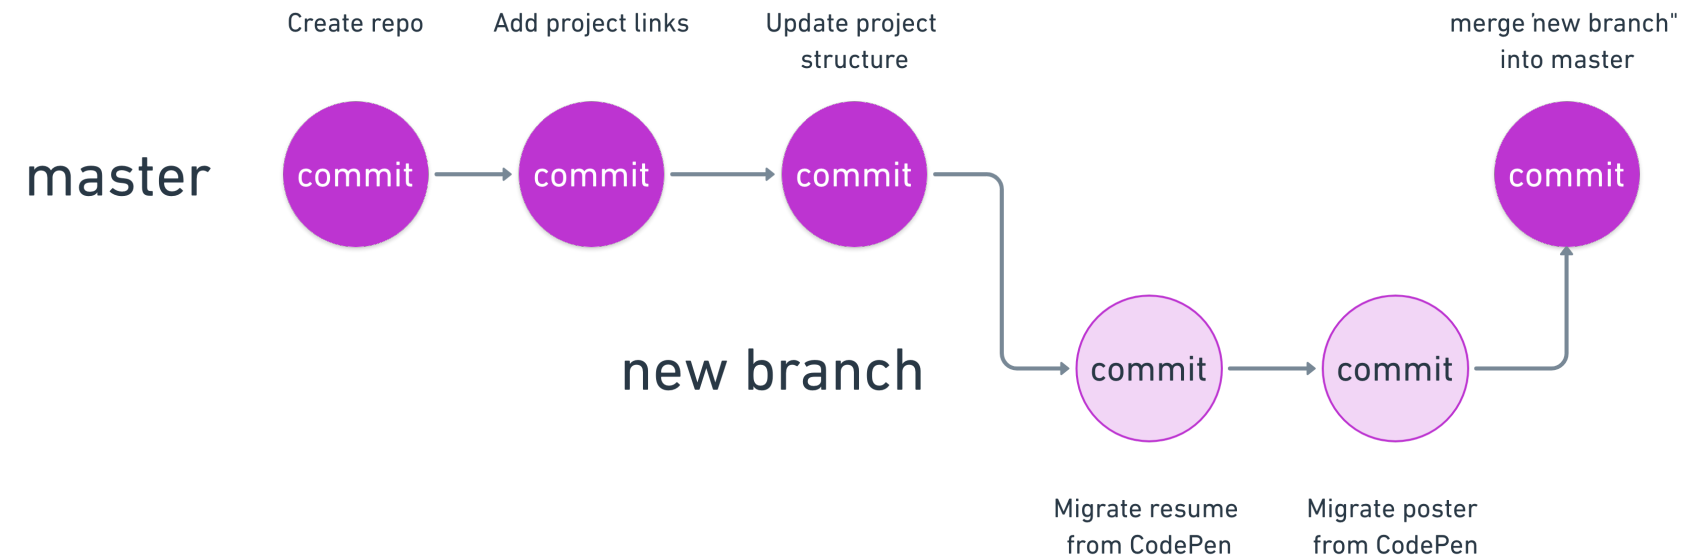 Create repo
Add project links
Update project
structure
merge 'new branch"
into master
master
commit
commit
commit
commit
new branch
commit
commit
Migrate resume
from CodePen
Migrate poster
from CodePen